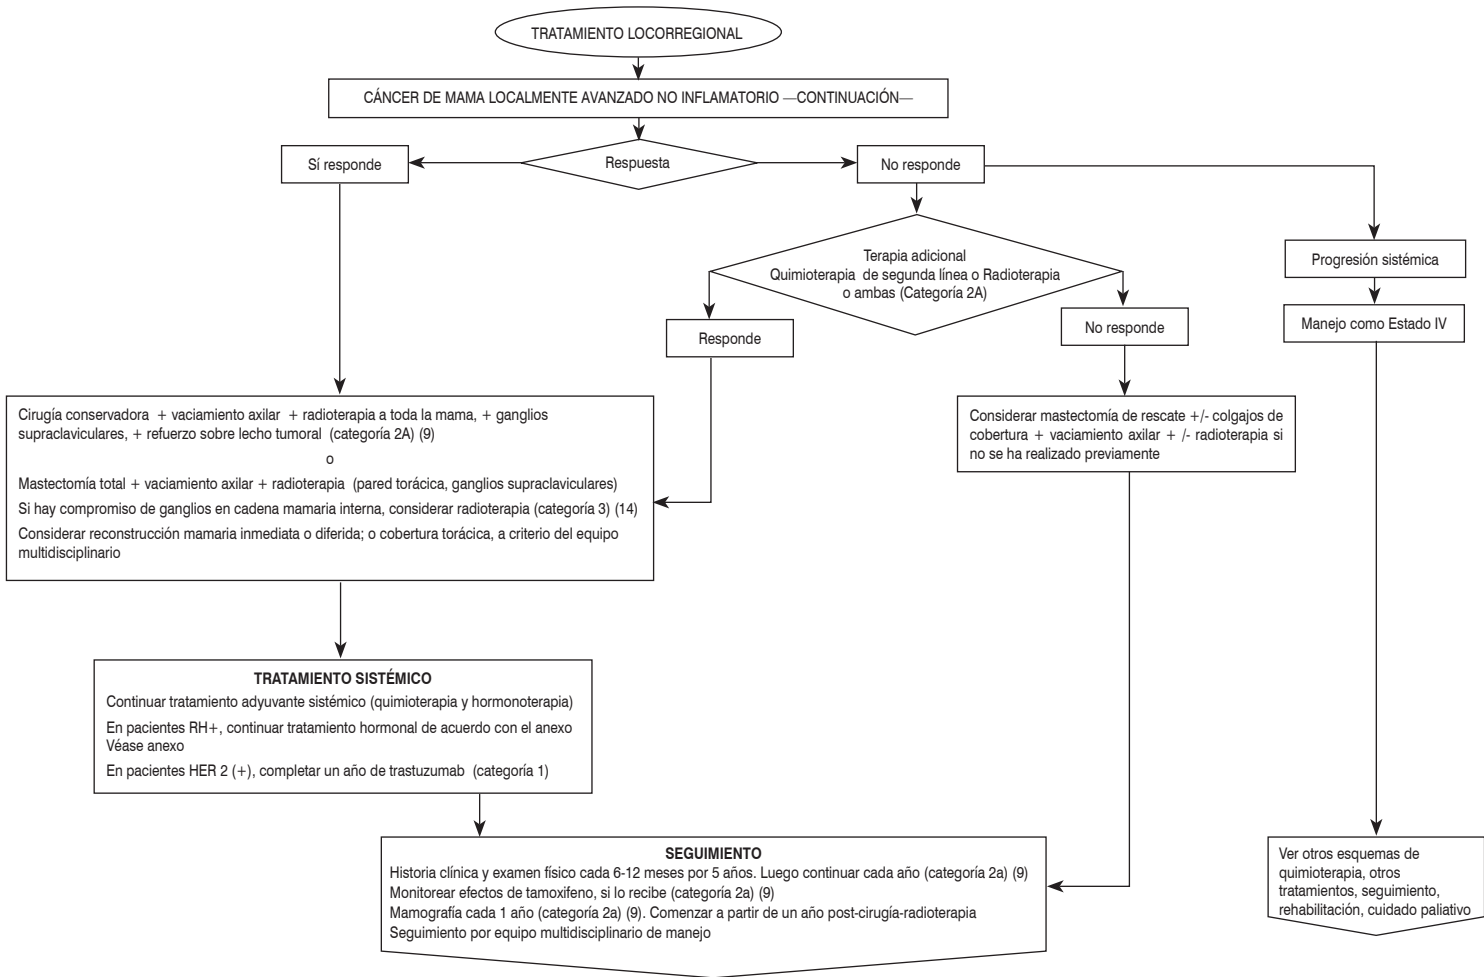 TRATAMIENTO LOCORREGIONAL
CÁNCER DE MAMA LOCALMENTE AVANZADO NO INFLAMATORIO —CONTINUACIÓN—
Sí responde
Respuesta
No responde
Terapia adicional
Quimioterapia de segunda línea o Radioterapia
o ambas (Categoría 2A)
Progresión sistémica
Responde
No responde
Manejo como Estado IV
Cirugía conservadora + vaciamiento axilar + radioterapia a toda la mama, + ganglios
supraclaviculares, + refuerzo sobre lecho tumoral (categoría 2A) (9)
o
Mastectomía total + vaciamiento axilar + radioterapia (pared torácica, ganglios supraclaviculares)
Si hay compromiso de ganglios en cadena mamaria interna, considerar radioterapia (categoría 3) (14)
Considerar reconstrucción mamaria inmediata o diferida; o cobertura torácica, a criterio del equipo
multidisciplinario
Considerar mastectomía de rescate +/- colgajos de
cobertura + vaciamiento axilar + /- radioterapia si
no se ha realizado previamente
TRATAMIENTO SISTÉMICO
Continuar tratamiento adyuvante sistémico (quimioterapia y hormonoterapia)
En pacientes RH+, continuar tratamiento hormonal de acuerdo con el anexo
Véase anexo
En pacientes HER 2 (+), completar un año de trastuzumab (categoría 1)
SEGUIMIENTO
Historia clínica y examen físico cada 6-12 meses por 5 años. Luego continuar cada año (categoría 2a) (9)
Monitorear efectos de tamoxifeno, si lo recibe (categoría 2a) (9)
Mamografía cada 1 año (categoría 2a) (9). Comenzar a partir de un año post-cirugía-radioterapia
Seguimiento por equipo multidisciplinario de manejo
Ver otros esquemas de
quimioterapia, otros
tratamientos, seguimiento,
rehabilitación, cuidado paliativo